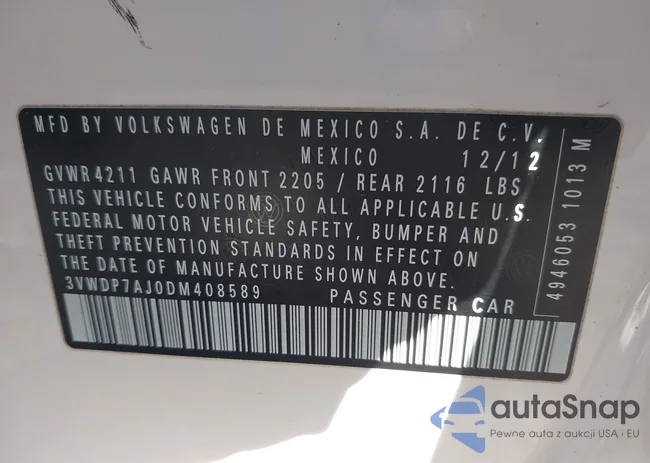 MFD BY VOLKSWAGEN DE MEXICO S.A. DE C.V.
MEXICO 12/12
GVWR 4211 GAWR FRONT 2205 / REAR 2116 LBS
THIS VEHICLE CONFORMS TO ALL APPLICABLE U.S.
FEDERAL MOTOR VEHICLE SAFETY, BUMPER AND
THEFT PREVENTION STANDARDS IN EFFECT ON
THE DATE OF MANUFACTURE SHOWN ABOVE.
3VWDP7AJ0DM408589 PASSENGER CAR
4946053 1013 M
autaSnap
Pewne auta z aukcji USA i EU